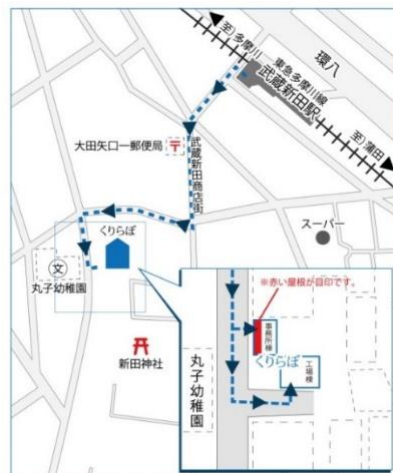 至)多摩川
環八
東急多摩川線
武蔵新田駅
至)蒲田
大田矢口一郵便局
〒
武蔵新田商店街
くりらぼ
スーパー
文
丸子幼稚園
新田神社
※赤い屋根が目印です。
事務所棟
くりらぼ
工場棟
丸子幼稚園